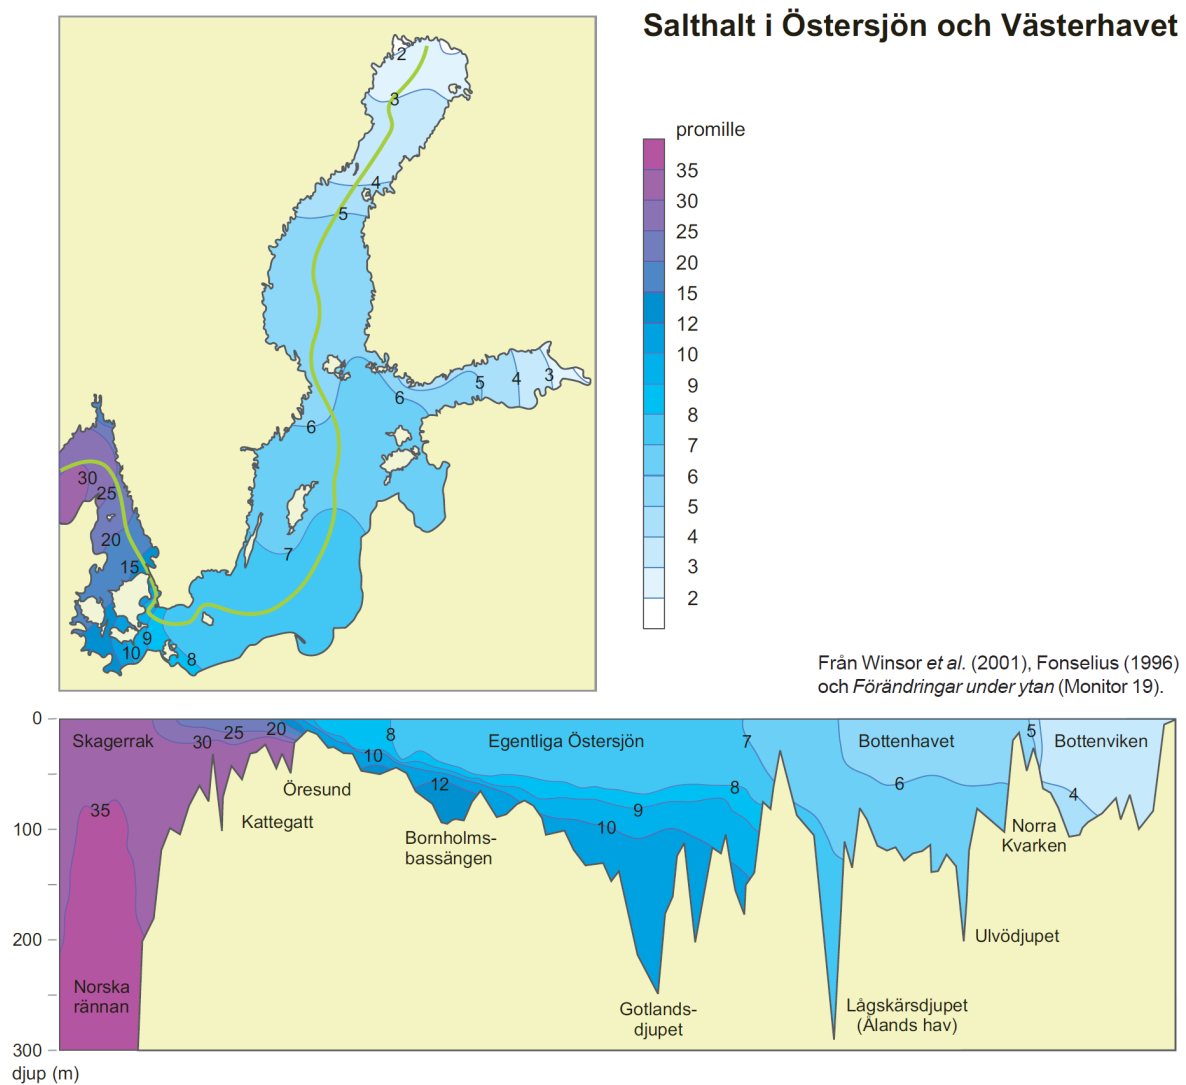 Salthalt i Östersjön och Västerhavet
promille
35
30
25
20
15
12
10
9
8
7
6
5
4
3
2
2
3
4
5
5
4
3
6
6
30
25
20
15
7
9
10
8
Från Winsor et al. (2001), Fonselius (1996)
och Förändringar under ytan (Monitor 19).
0
100
200
300
djup (m)
Skagerrak
30
25
20
35
Norska
rännan
Kattegatt
Öresund
10
8
12
Bornholms-
bassängen
Egentliga Östersjön
7
8
9
10
Gotlands-
djupet
Bottenhavet
6
Lågskärsdjupet
(Ålands hav)
Ulvödjupet
5
Bottenviken
4
Norra
Kvarken